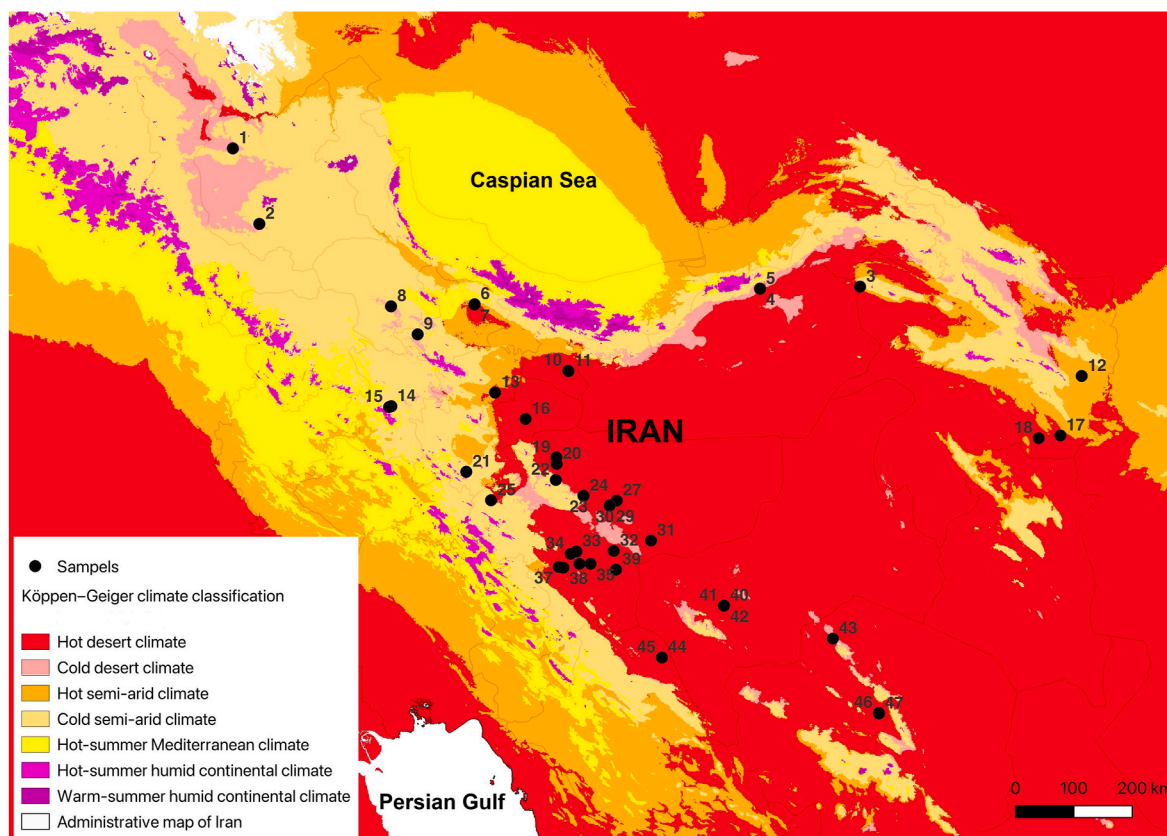 1
Caspian Sea
2
5
3
4
6
8
7
9
10 11
12
13
15 14
16
IRAN
18 17
19
20
21
22
24
27
25
23
30 29
31
34 33 32
39
37 38 35
41 40
42
43
45 44
46 47
Sampels
Köppen–Geiger climate classification
Hot desert climate
Cold desert climate
Hot semi-arid climate
Cold semi-arid climate
Hot-summer Mediterranean climate
Hot-summer humid continental climate
Warm-summer humid continental climate
Administrative map of Iran
Persian Gulf
0 100 200 km